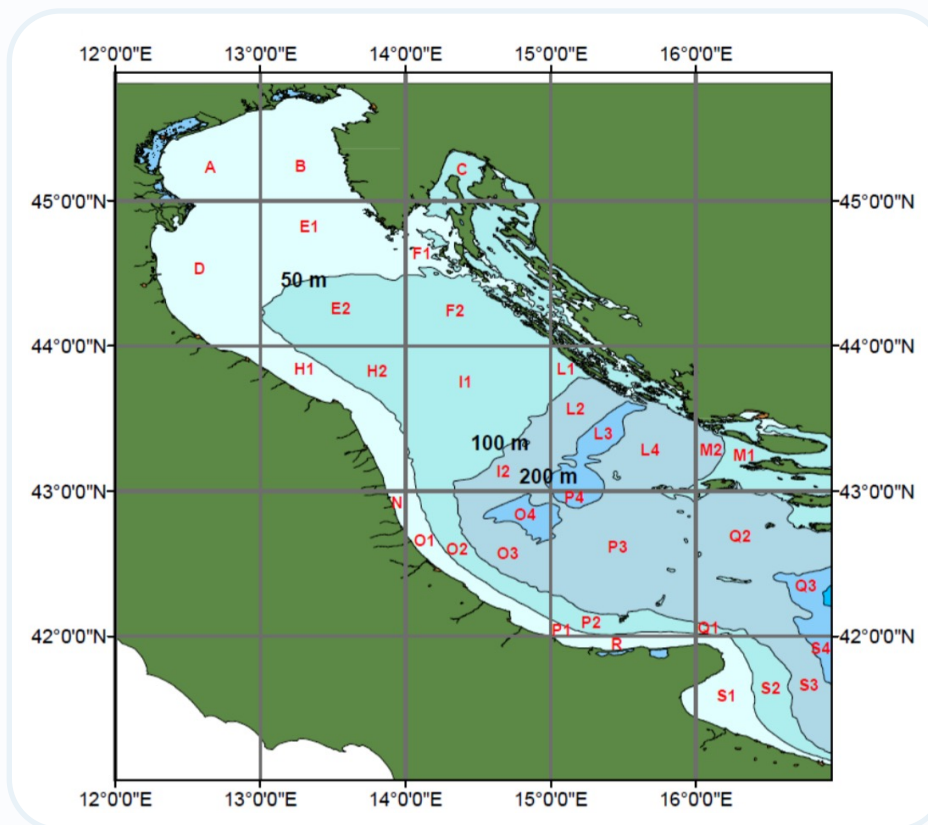 12°0'0"E 13°0'0"E 14°0'0"E 15°0'0"E 16°0'0"E
C
A B
45°0'0"N 45°0'0"N
E1
F1
D
50 m
E2 F2
44°0'0"N 44°0'0"N
H1 H2 L1
I1
L2
L3
100 m L4 M2 M1
I2
200 m
43°0'0"N 43°0'0"N
N P4
O4
O1 O2 O3 P3 Q2
Q3
P1 P2 Q1
42°0'0"N 42°0'0"N
R S4
S1 S2 S3
12°0'0"E 13°0'0"E 14°0'0"E 15°0'0"E 16°0'0"E